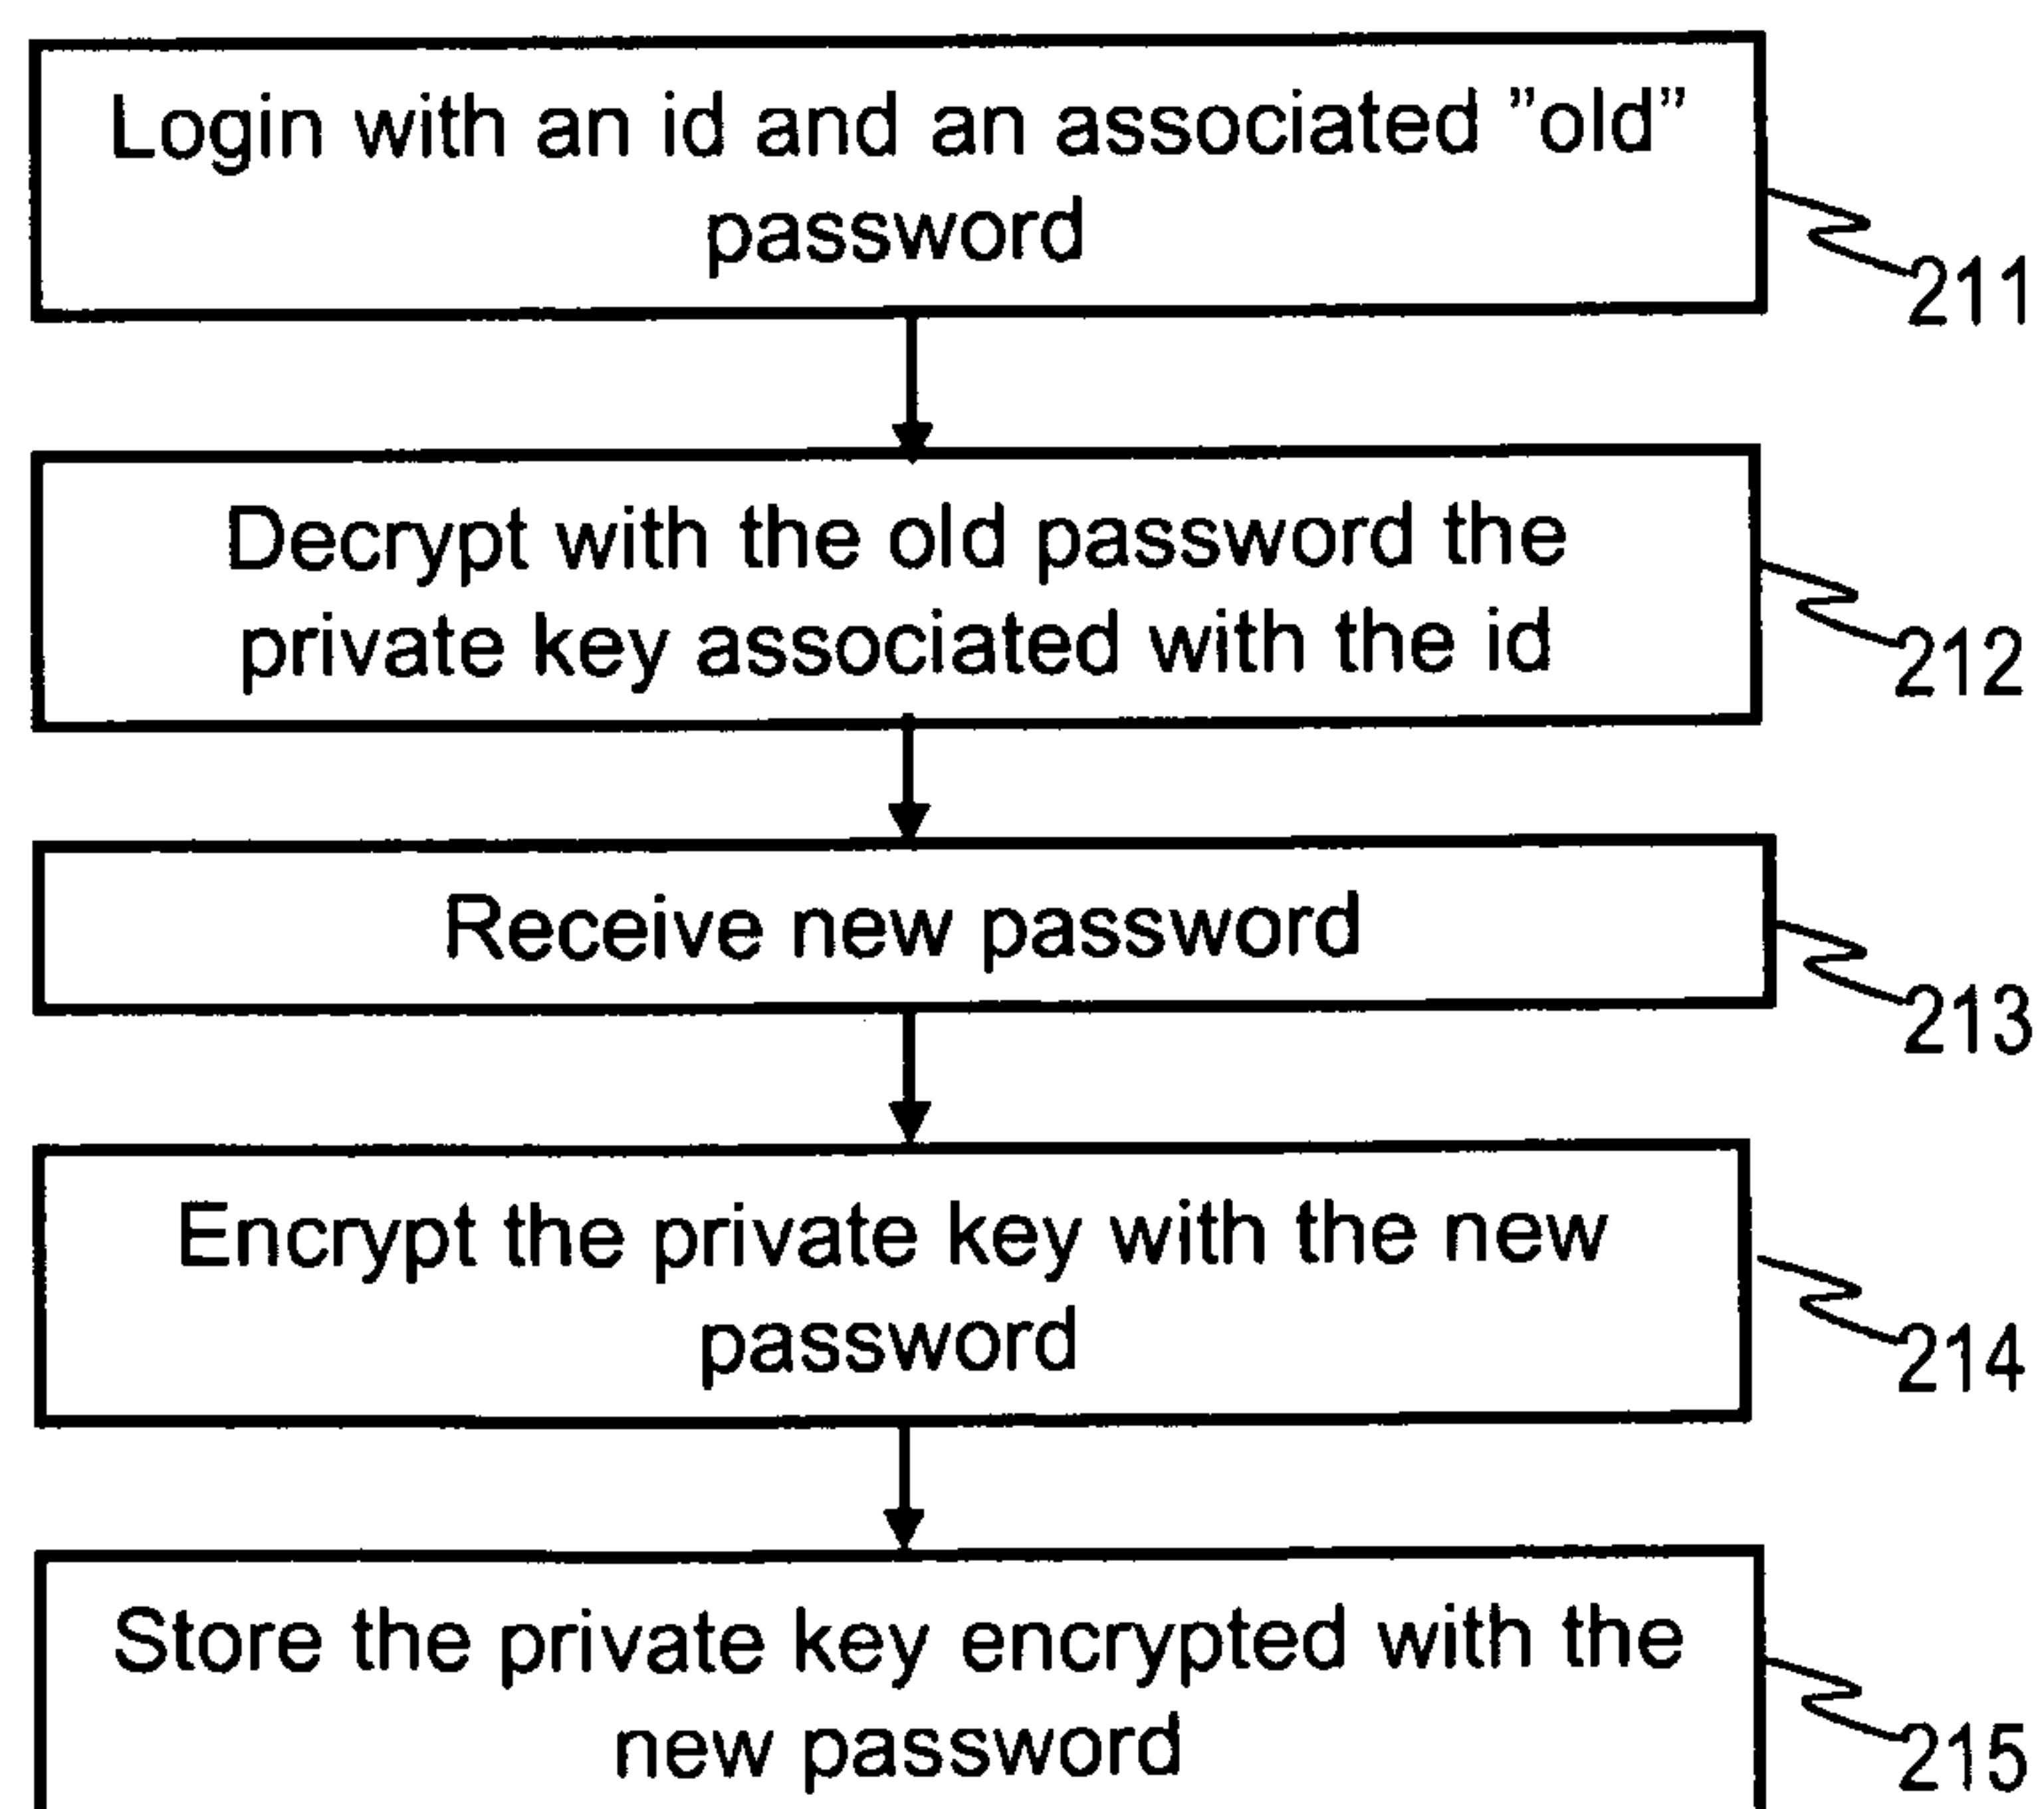 Login with an id and an associated ”old”
password
211
Decrypt with the old password the
private key associated with the id
212
Receive new password
213
Encrypt the private key with the new
password
214
Store the private key encrypted with the
new password
215